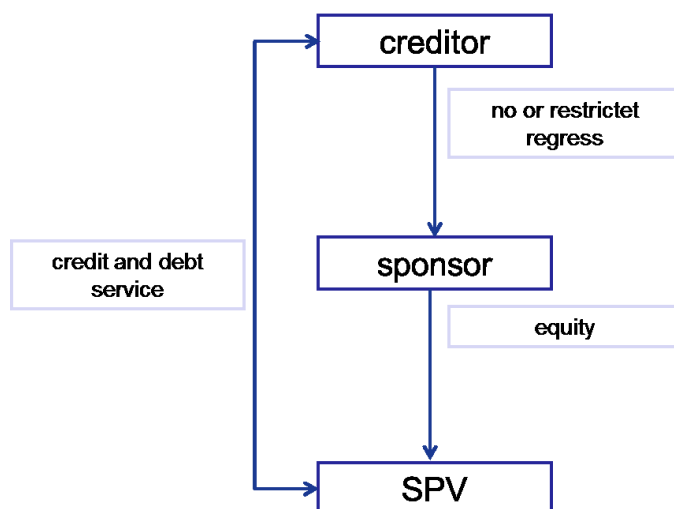 creditor
no or restrictet
regress
sponsor
credit and debt
service
equity
SPV